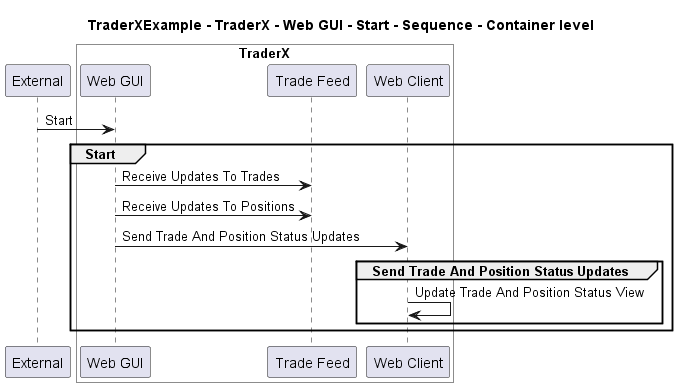 TraderXExample - TraderX - Web GUI - Start - Sequence - Container level
TraderX
External
Web GUI
Trade Feed
Web Client
Start
Start
Receive Updates To Trades
Receive Updates To Positions
Send Trade And Position Status Updates
Send Trade And Position Status Updates
Update Trade And Position Status View
External
Web GUI
Trade Feed
Web Client